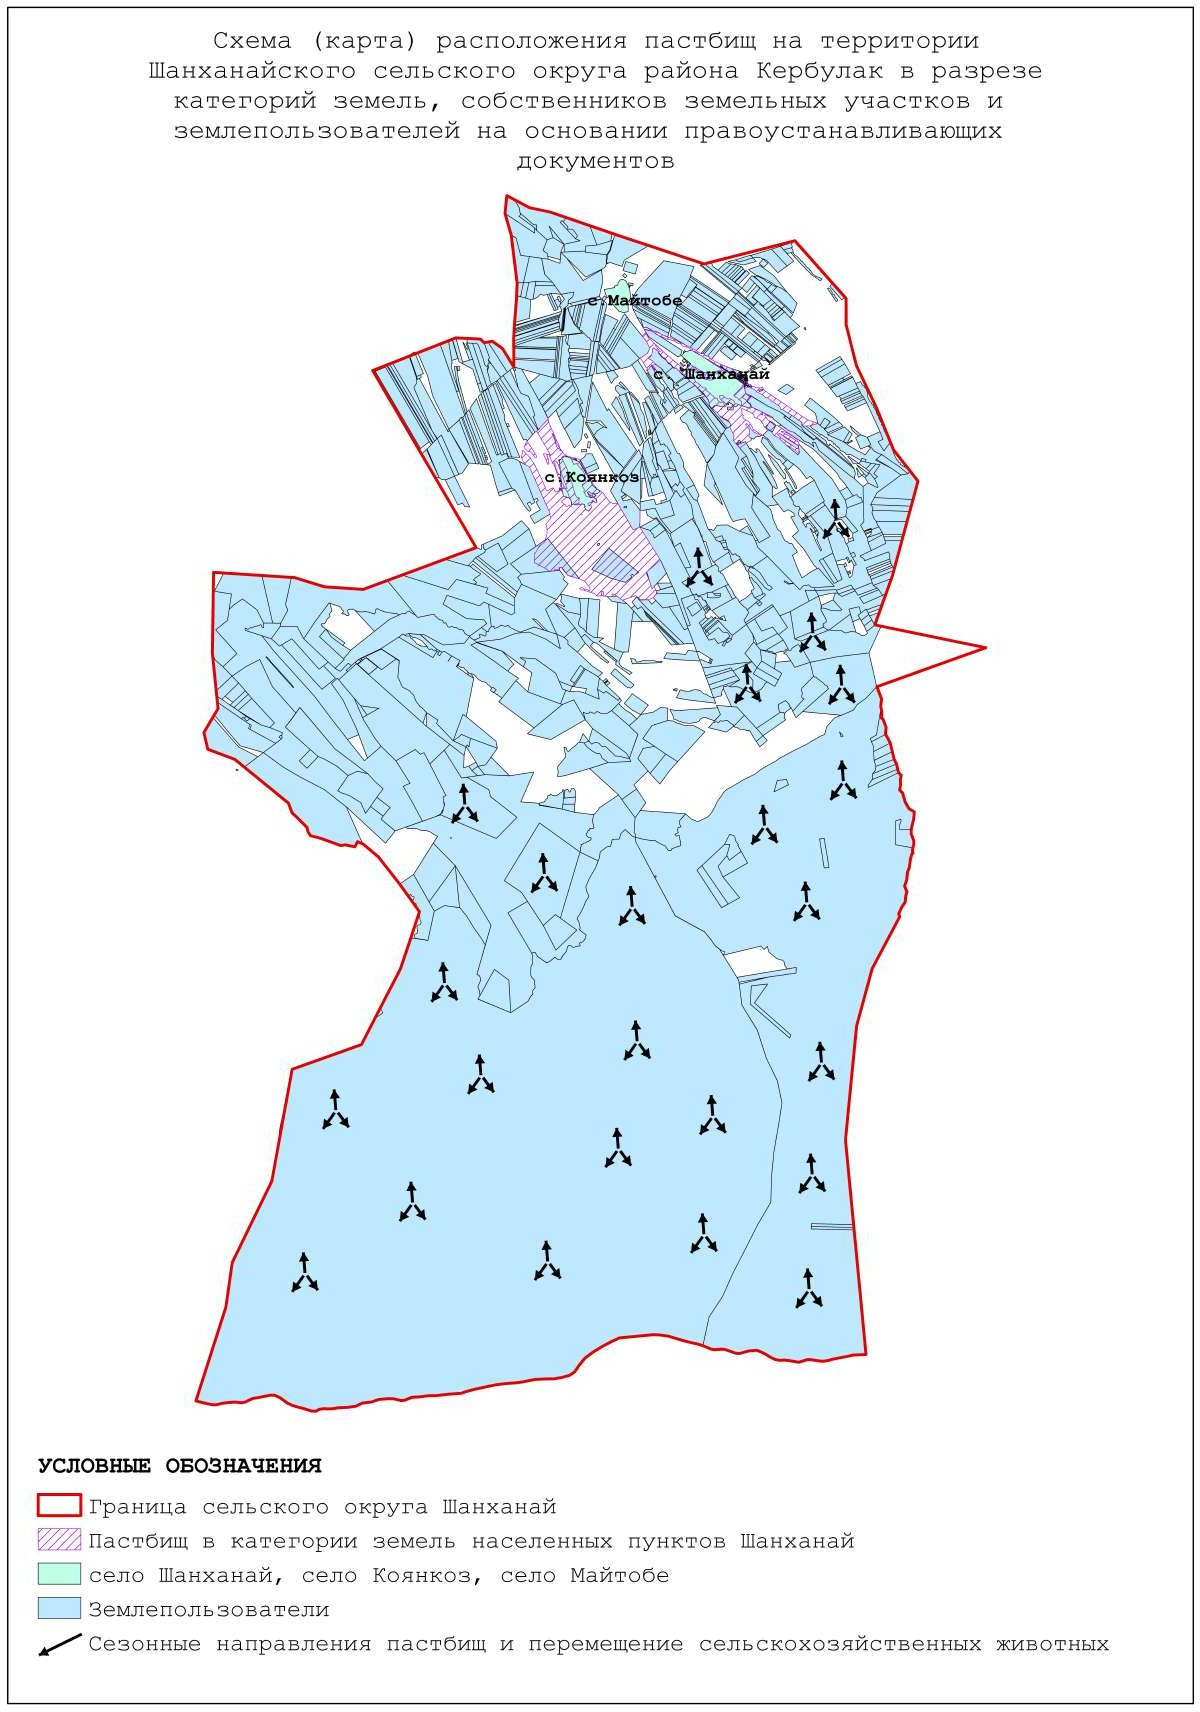 Схема (карта) расположения пастбищ на территории
Шанханайского сельского округа района Кербулак в разрезе
категорий земель, собственников земельных участков и
землепользователей на основании правоустанавливающих
документов
с.Майтобе
с. Шанханай
с.Коянкоз
УСЛОВНЫЕ ОБОЗНАЧЕНИЯ
Граница сельского округа Шанханай
Пастбищ в категории земель населенных пунктов Шанханай
село Шанханай, село Коянкоз, село Майтобе
Землепользователи
Сезонные направления пастбищ и перемещение сельскохозяйственных животных